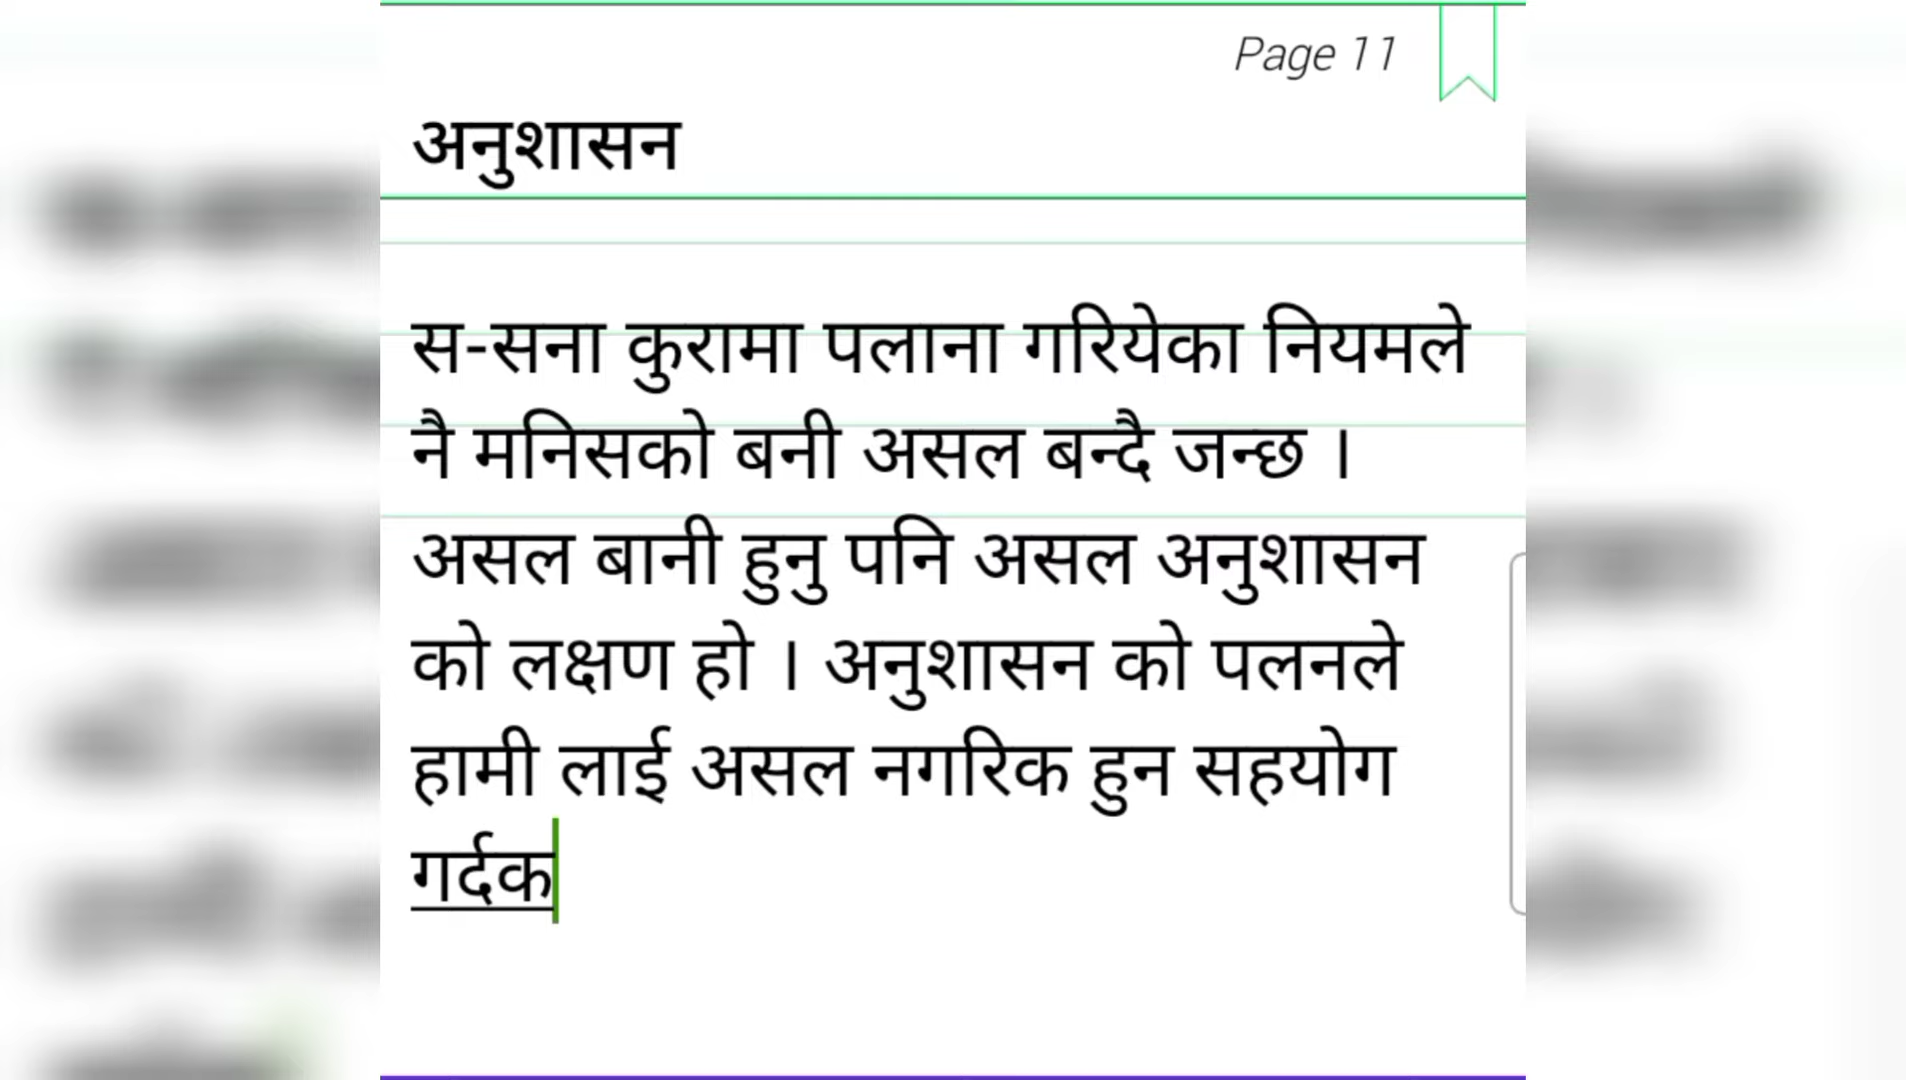 Page 11
अनुशासन
स-सना कुरामा पलाना गरियेका नियमले
नै मनिसको बनी असल बन्दै जन्छ ।
असल बानी हुनु पनि असल अनुशासन
को लक्षण हो । अनुशासन को पलनले
हामी लाई असल नगरिक हुन सहयोग
गर्दक